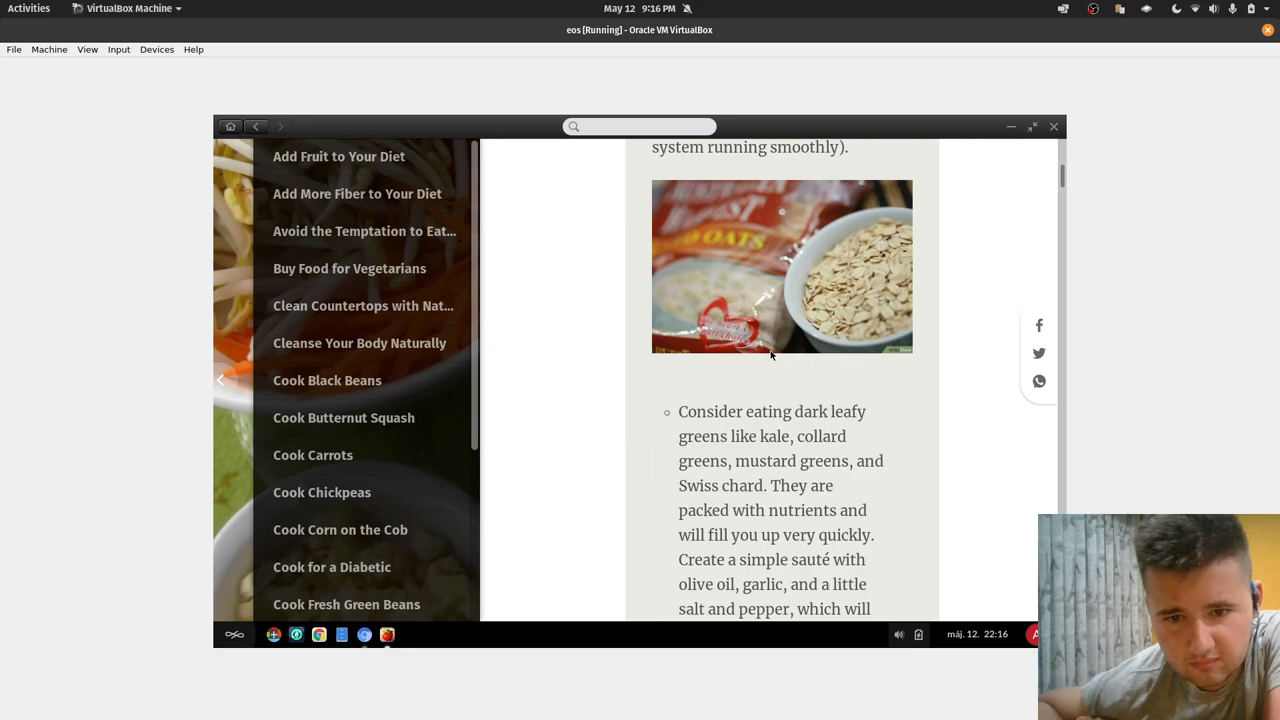 Activities
VirtualBox Machine
May 12 9:16 PM
eos [Running] - Oracle VM VirtualBox
File Machine View Input Devices Help
Add Fruit to Your Diet
Add More Fiber to Your Diet
Avoid the Temptation to Eat...
Buy Food for Vegetarians
Clean Countertops with Nat...
Cleanse Your Body Naturally
Cook Black Beans
Cook Butternut Squash
Cook Carrots
Cook Chickpeas
Cook Corn on the Cob
Cook for a Diabetic
Cook Fresh Green Beans
system running smoothly).
OATS
Consider eating dark leafy
greens like kale, collard
greens, mustard greens, and
Swiss chard. They are
packed with nutrients and
will fill you up very quickly.
Create a simple sauté with
olive oil, garlic, and a little
salt and pepper, which will
máj. 12. 22:16